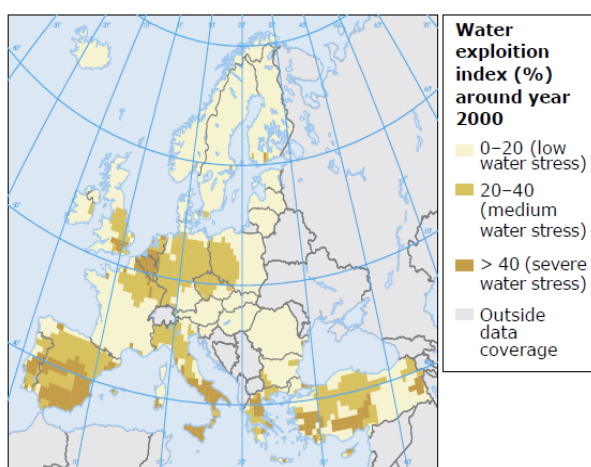 Water
exploition
index (%)
around year
2000
0–20 (low
water stress)
20–40
(medium
water stress)
> 40 (severe
water stress)
Outside
data
coverage